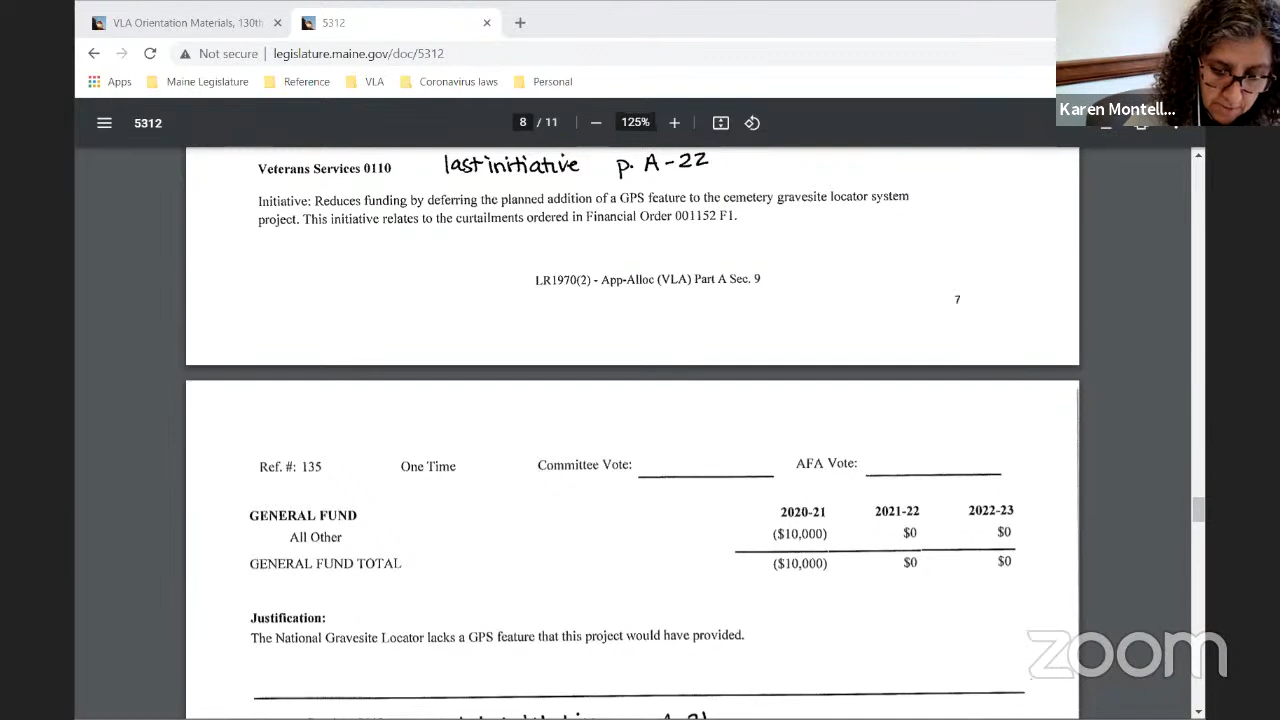 VLA Orientation Materials, 130th
5312
Not secure | legislature.maine.gov/doc/5312
Apps Maine Legislature Reference VLA Coronavirus laws Personal
Karen Montell...
5312 8 / 11 125%
Veterans Services 0110 last initiative p. A-22
Initiative: Reduces funding by deferring the planned addition of a GPS feature to the cemetery gravesite locator system
project. This initiative relates to the curtailments ordered in Financial Order 001152 F1.
LR1970(2) - App-Alloc (VLA) Part A Sec. 9
7
Ref. #: 135 One Time Committee Vote: AFA Vote:
GENERAL FUND 2020-21 2021-22 2022-23
All Other ($10,000) $0 $0
GENERAL FUND TOTAL ($10,000) $0 $0
Justification:
The National Gravesite Locator lacks a GPS feature that this project would have provided.
zoom